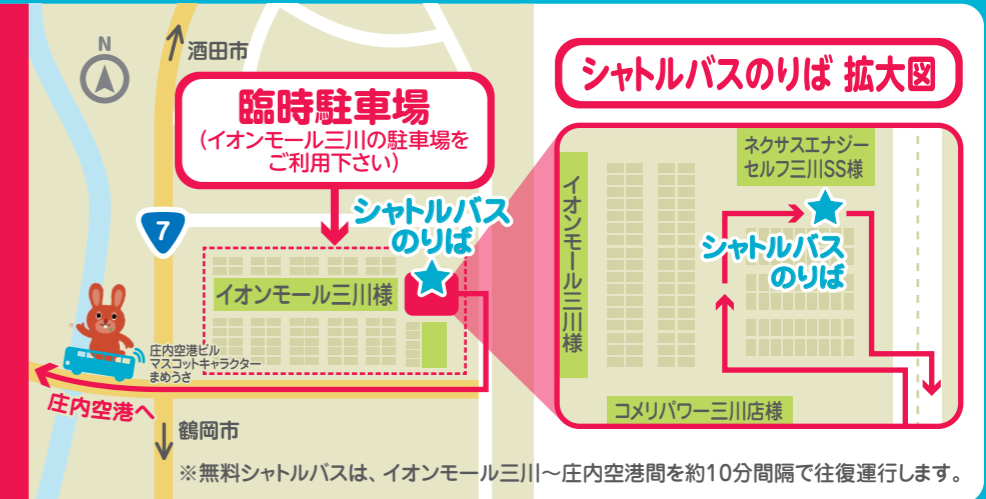 N
酒田市
臨時駐車場
(イオンモール三川の駐車場を
ご利用下さい)
7
シャトルバス
のりば
イオンモール三川様
庄内空港ビル
マスコットキャラクター
まめうさ
庄内空港へ
鶴岡市
シャトルバスのりば 拡大図
ネクサスエナジー
セルフ三川SS様
イオンモール三川様
シャトルバス
のりば
コメリパワー三川店様
※無料シャトルバスは、イオンモール三川～庄内空港間を約10分間隔で往復運行します。